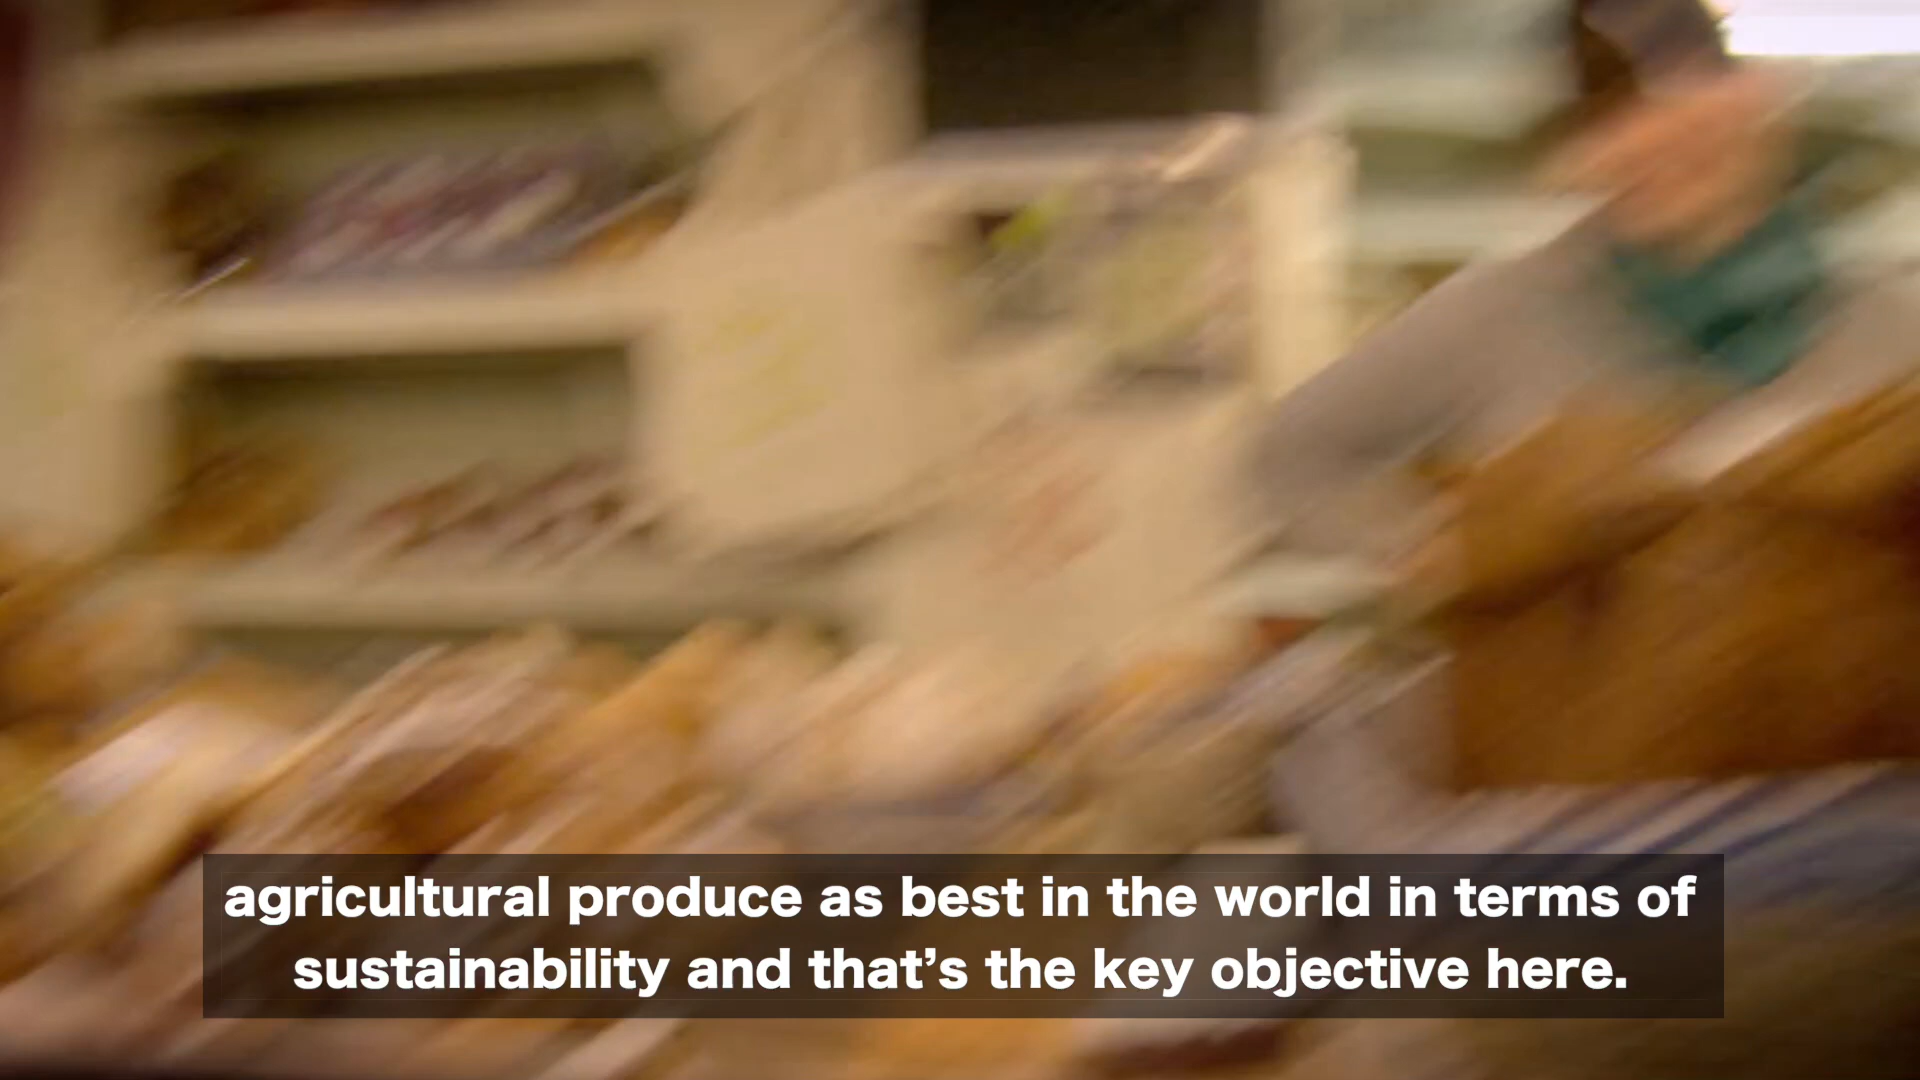 agricultural produce as best in the world in terms of
sustainability and that’s the key objective here.